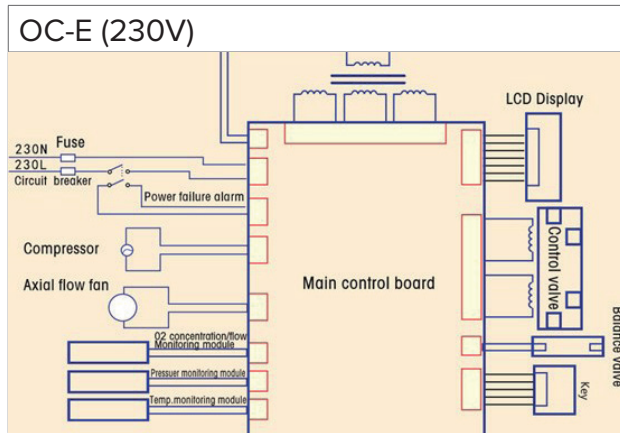 OC-E (230V)
LCD Display
230N
Fuse
230L
Circuit breaker
Power failure alarm
Compressor
Control valve
Axial flow fan
Main control board
Balance valve
O2 concentration/flow
Monitoring module
Pressuer monitoring module
Temp.monitoring module
Key